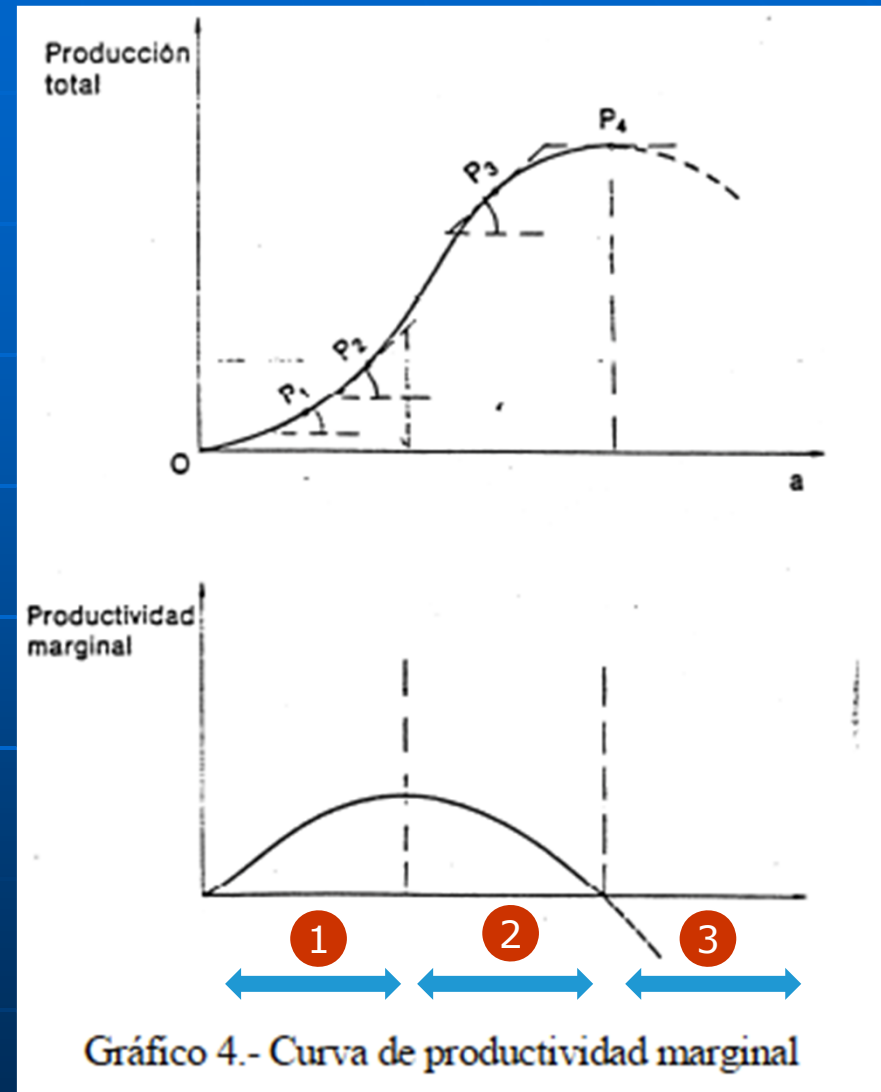 Producción
total
P₄
P₃
P₂
P₁
O
a
Productividad
marginal
1
2
3
Gráfico 4.- Curva de productividad marginal